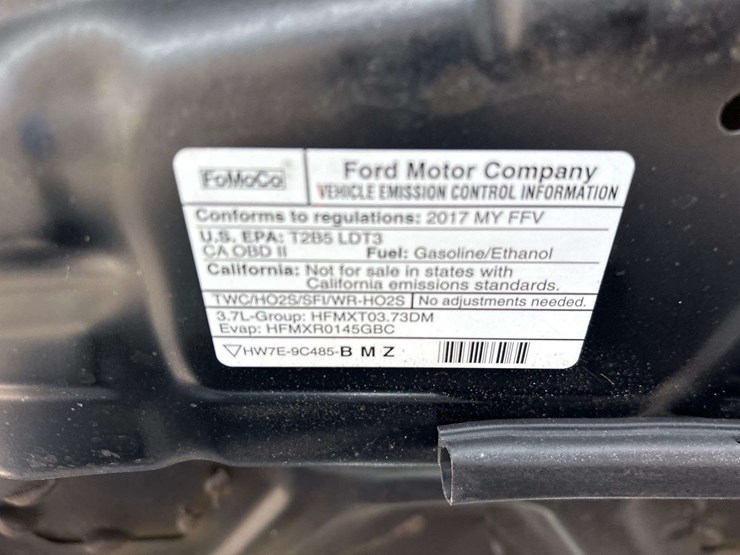 FoMoCo
Ford Motor Company
VEHICLE EMISSION CONTROL INFORMATION
Conforms to regulations: 2017 MY FFV
U.S. EPA: T2B5 LDT3
CA OBD II Fuel: Gasoline/Ethanol
California: Not for sale in states with
California emissions standards.
TWC/HO2S/SFI/WR-HO2S No adjustments needed.
3.7L-Group: HFMXT03.73DM
Evap: HFMXR0145GBC
HW7E-9C485-B M Z